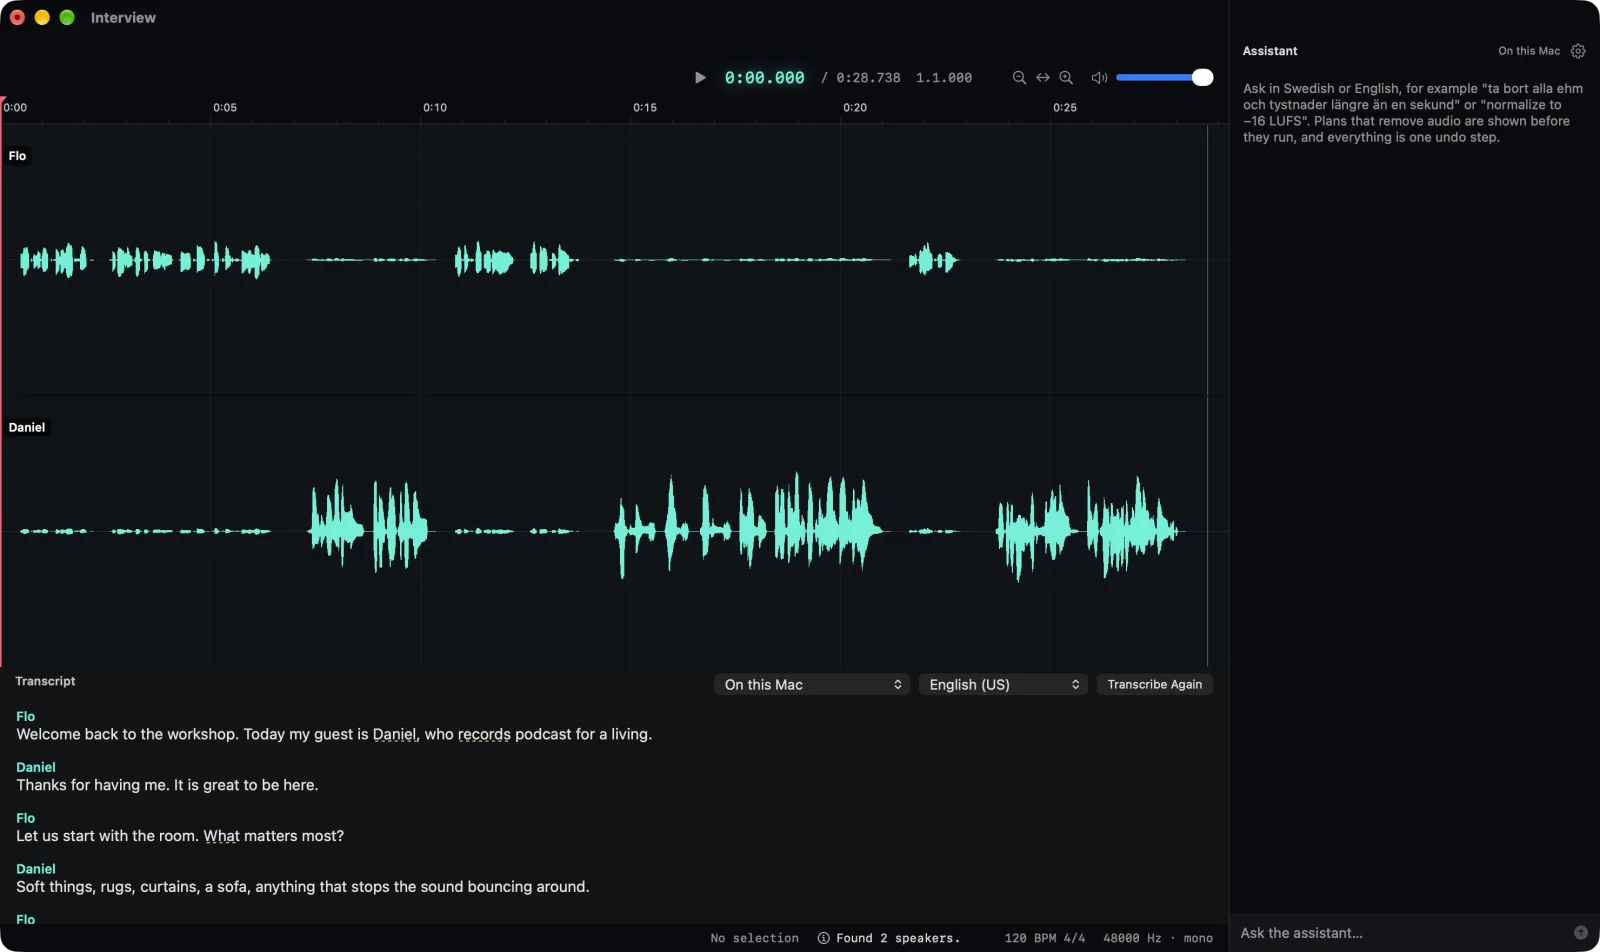 Interview
Assistant
On this Mac
0:00.000 / 0:28.738 1.1.000
0:00 0:05 0:10 0:15 0:20 0:25
Ask in Swedish or English, for example "ta bort alla ehm
och tystnader längre än en sekund" or "normalize to
−16 LUFS". Plans that remove audio are shown before
they run, and everything is one undo step.
Flo
Daniel
Transcript
On this Mac
English (US)
Transcribe Again
Flo
Welcome back to the workshop. Today my guest is Daniel, who records podcast for a living.
Daniel
Thanks for having me. It is great to be here.
Flo
Let us start with the room. What matters most?
Daniel
Soft things, rugs, curtains, a sofa, anything that stops the sound bouncing around.
Flo
No selection
Found 2 speakers.
120 BPM 4/4
48000 Hz · mono
Ask the assistant...